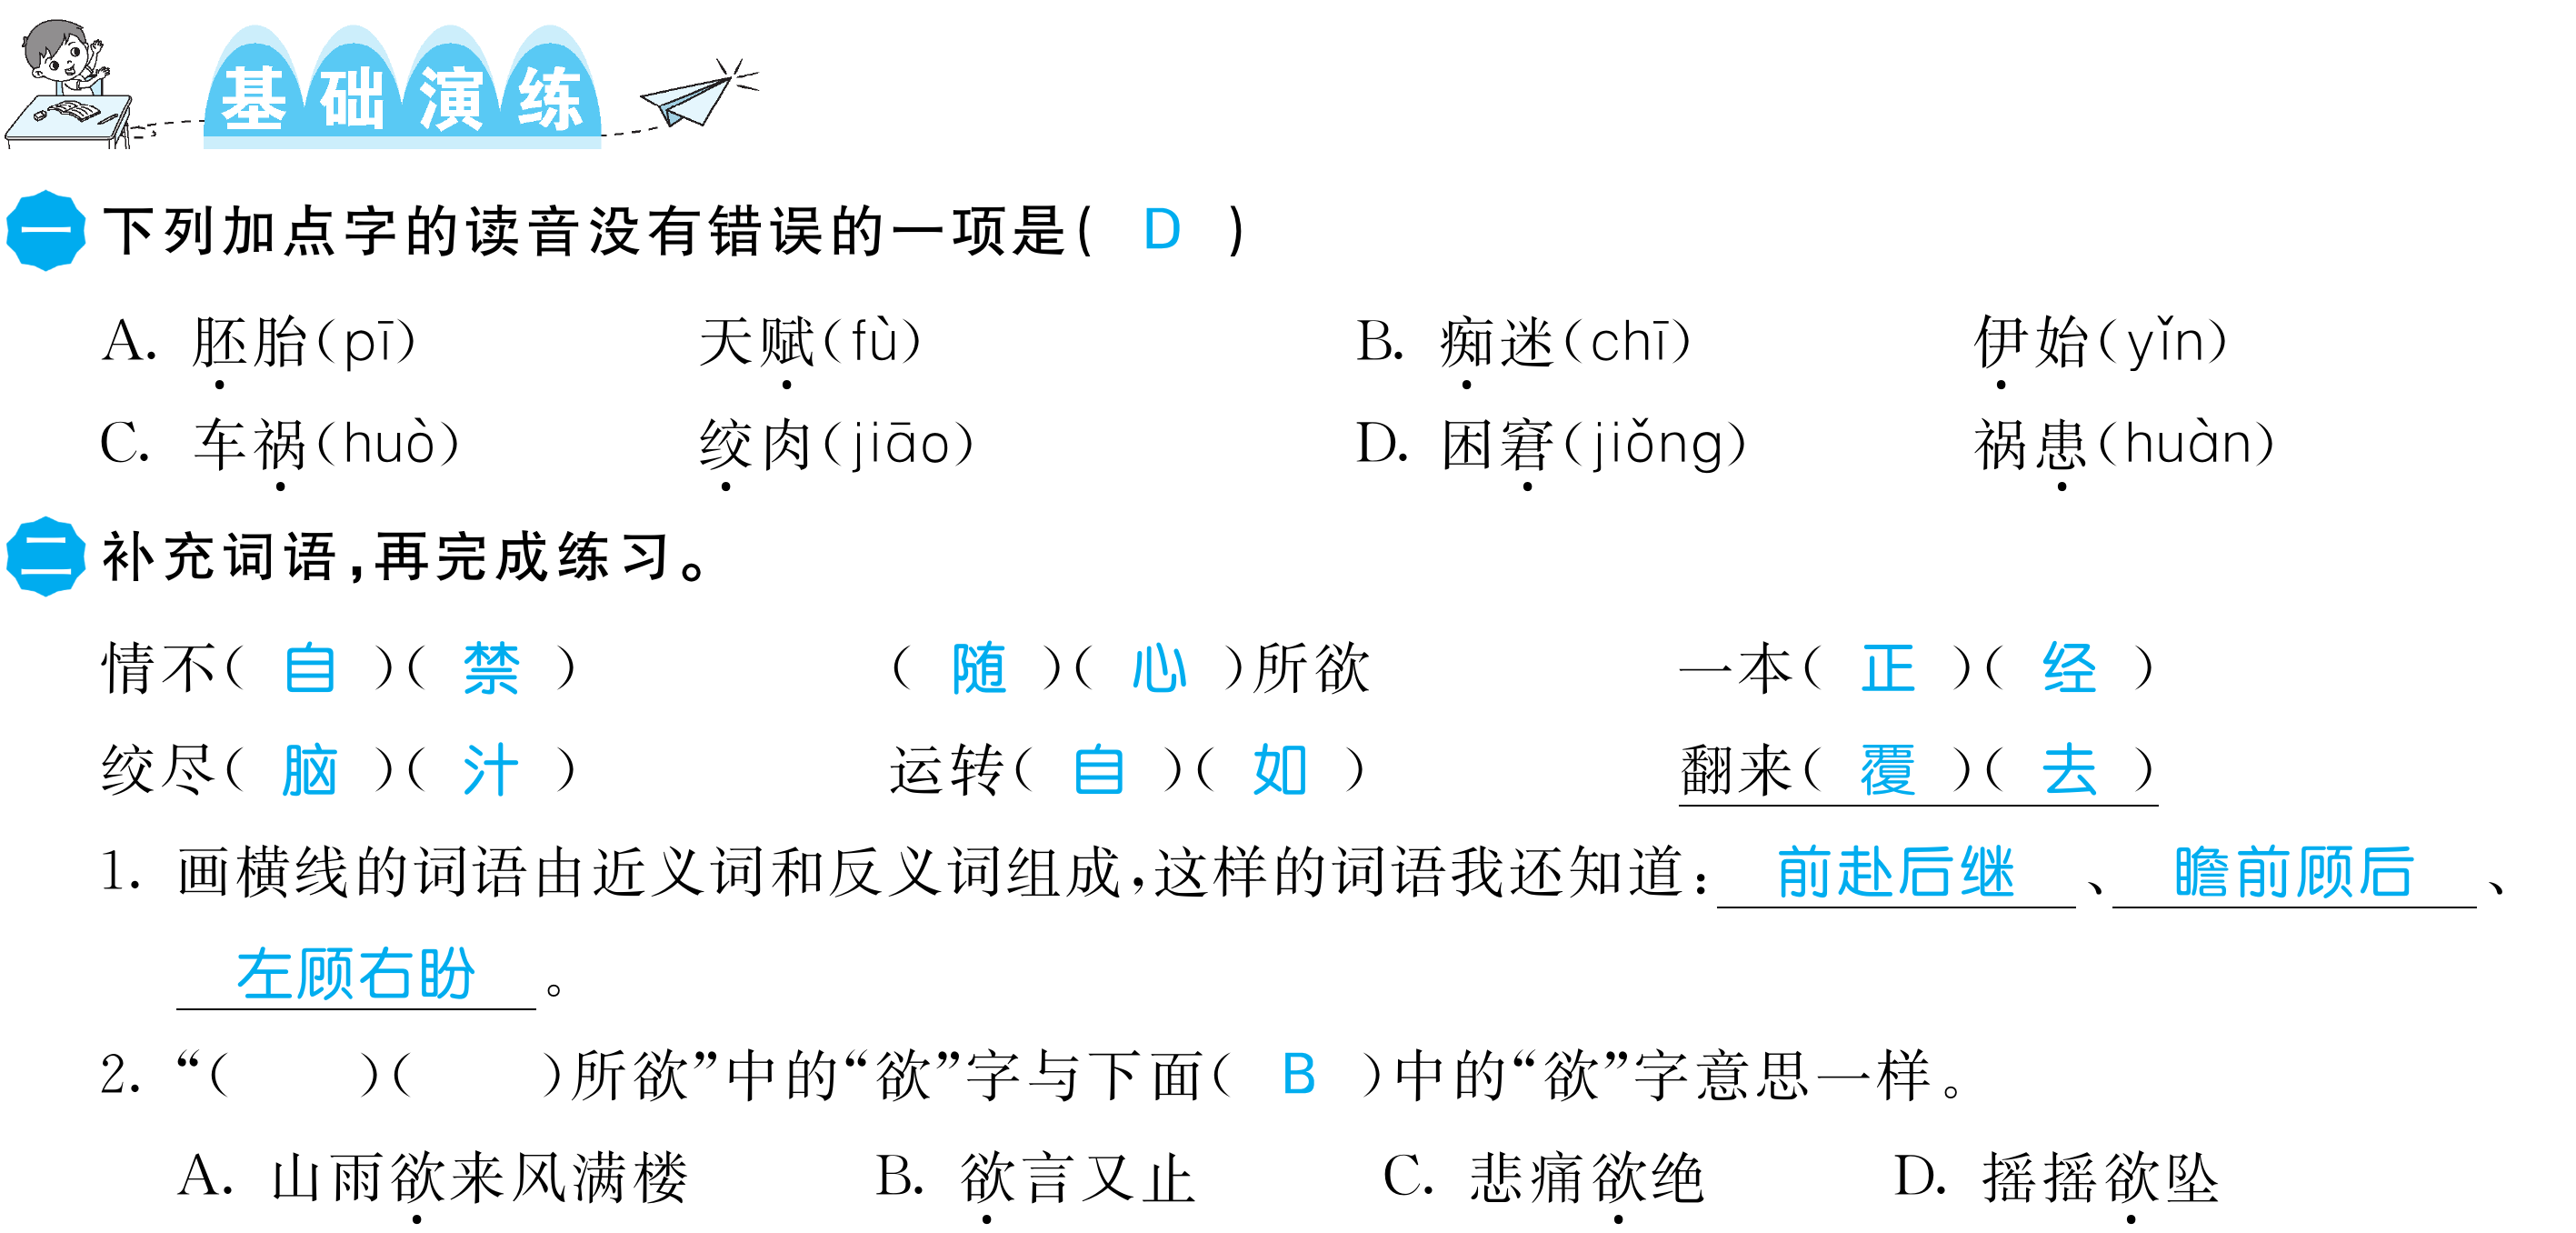 基础演练
一 下列加点字的读音没有错误的一项是( D )
A. 胚胎(pī) 天赋(fù) B. 痴迷(chī) 伊始(yǐn)
C. 车祸(huò) 绞肉(jiāo) D. 困窘(jiǒng) 祸患(huàn)
二 补充词语,再完成练习。
情不( 自 )( 禁 ) ( 随 )( 心 )所欲 一本( 正 )( 经 )
绞尽( 脑 )( 汁 ) 运转( 自 )( 如 ) 翻来( 覆 )( 去 )
1. 画横线的词语由近义词和反义词组成,这样的词语我还知道: 前赴后继 、 瞻前顾后 、
左顾右盼 。
2. “( )( )所欲”中的“欲”字与下面( B )中的“欲”字意思一样。
A. 山雨欲来风满楼 B. 欲言又止 C. 悲痛欲绝 D. 摇摇欲坠